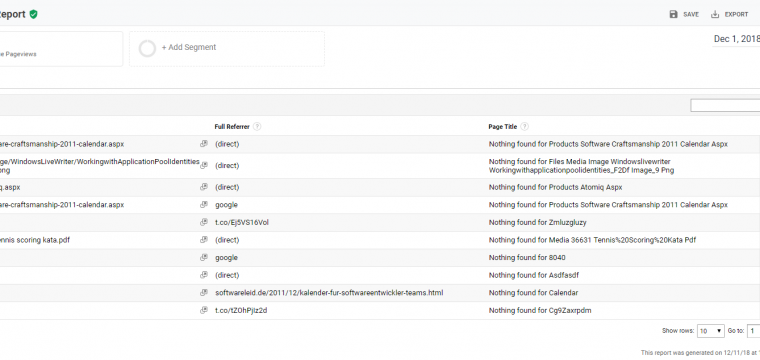 Report
SAVE
EXPORT
Dec 1, 2018
e Pageviews
+ Add Segment
Full Referrer
Page Title
are-craftsmanship-2011-calendar.aspx
(direct)
Nothing found for Products Software Craftsmanship 2011 Calendar Aspx
ge/WindowsLiveWriter/WorkingwithApplicationPoolIdentities
ong
(direct)
Nothing found for Files Media Image Windowslivewriter
Workingwithapplicationpoolidentities_F2Df Image_9 Png
q.aspx
(direct)
Nothing found for Products Atomiq Aspx
are-craftsmanship-2011-calendar.aspx
google
Nothing found for Products Software Craftsmanship 2011 Calendar Aspx
t.co/Ej5VS16Vol
Nothing found for Zmluzgluzy
ennis scoring kata.pdf
(direct)
Nothing found for Media 36631 Tennis%20Scoring%20Kata Pdf
google
Nothing found for 8040
(direct)
Nothing found for Asdfasdf
softwareleid.de/2011/12/kalender-fur-softwareentwickler-teams.html
Nothing found for Calendar
t.co/tZOhPjIz2d
Nothing found for Cg9Zaxrpdm
Show rows:
10
Go to:
1
This report was generated on 12/11/18 at